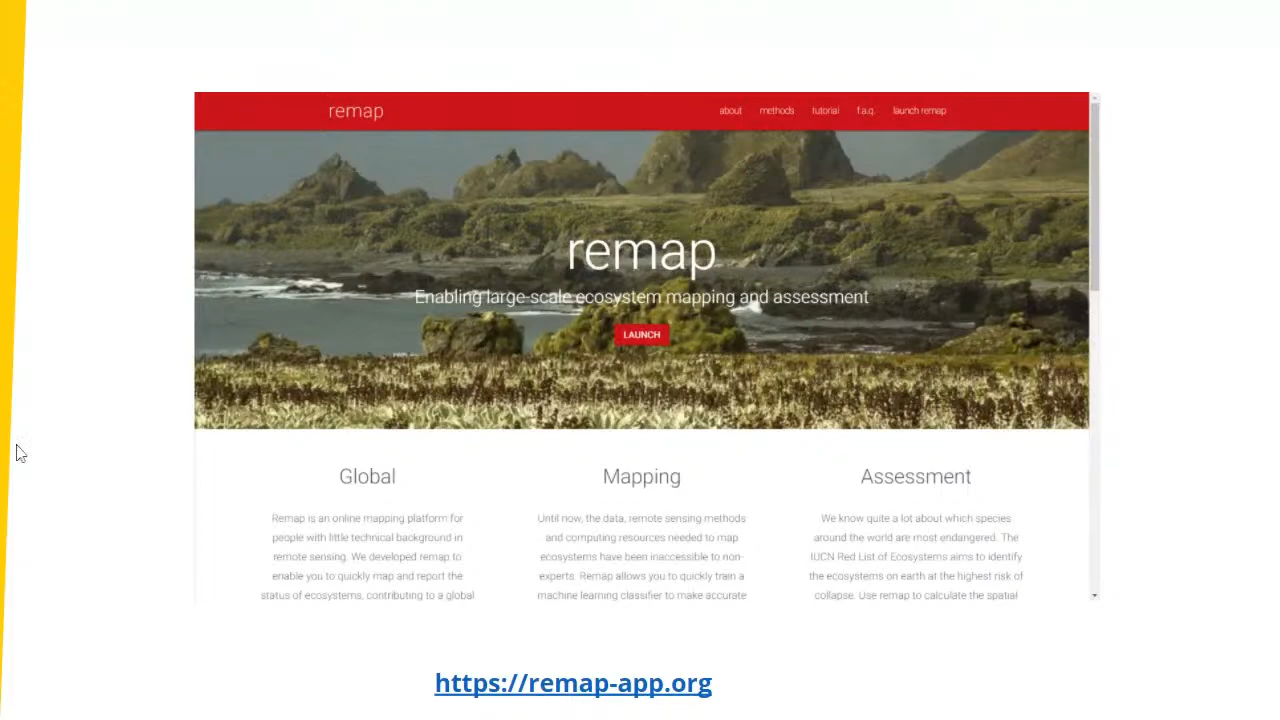 remap
about methods tutorial f.a.q. launch remap
remap
Enabling large-scale ecosystem mapping and assessment
LAUNCH
Global
Remap is an online mapping platform for
people with little technical background in
remote sensing. We developed remap to
enable you to quickly map and report the
status of ecosystems, contributing to a global
Mapping
Until now, the data, remote sensing methods
and computing resources needed to map
ecosystems have been inaccessible to non-
experts. Remap allows you to quickly train a
machine learning classifier to make accurate
Assessment
We know quite a lot about which species
around the world are most endangered. The
IUCN Red List of Ecosystems aims to identify
the ecosystems on earth at the highest risk of
collapse. Use remap to calculate the spatial
https://remap-app.org